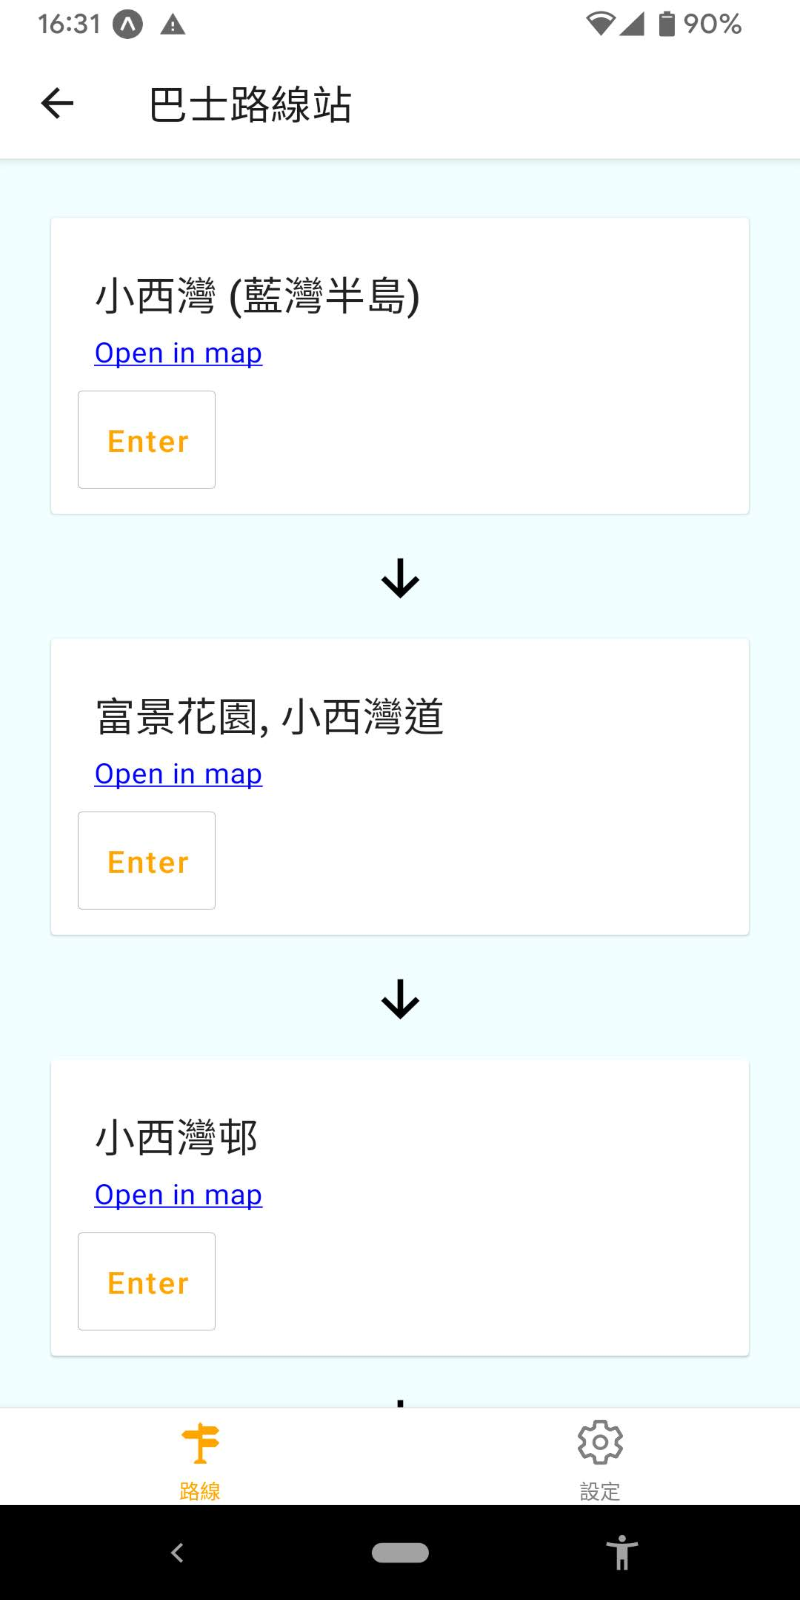 16:31
90%
巴士路線站
小西灣 (藍灣半島)
Open in map
Enter
富景花園, 小西灣道
Open in map
Enter
小西灣邨
Open in map
Enter
路線
設定